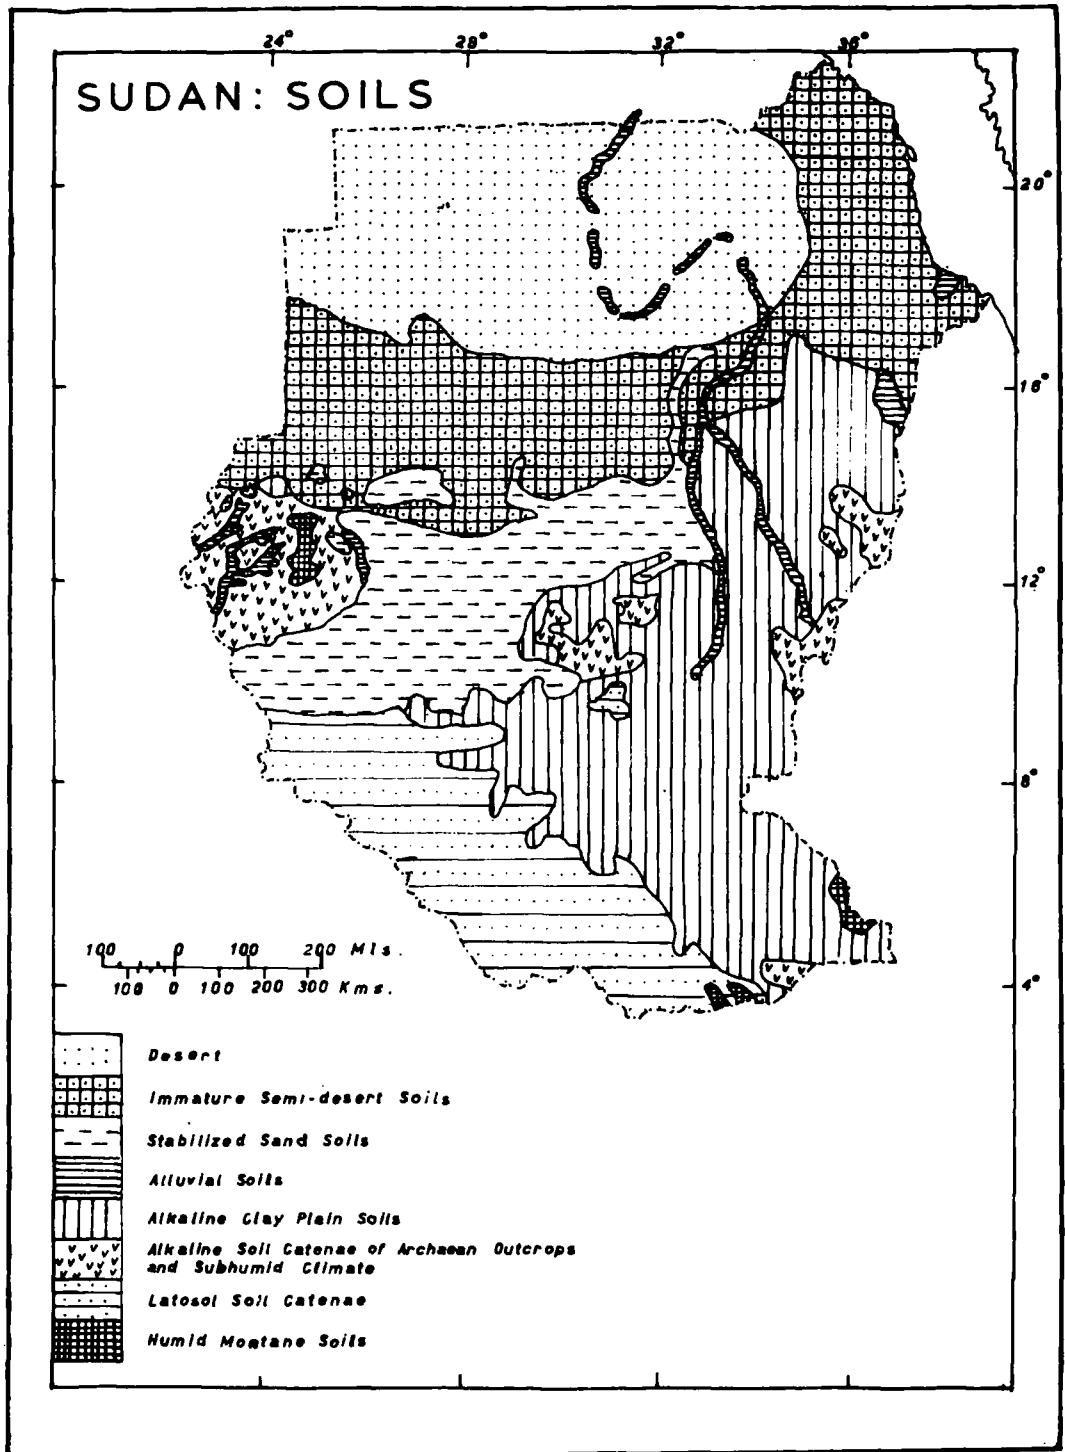 24° 28° 32° 36°
SUDAN: SOILS
20°
16°
12°
8°
100 0 100 200 Mls.
100 0 100 200 300 Kms.
4°
Desert
Immature Semi-desert Soils
Stabilized Sand Soils
Alluvial Soils
Alkaline Clay Plain Soils
Alkaline Soil Catenae of Archaean Outcrops
and Subhumid Climate
Latosol Soil Catenae
Humid Montane Soils